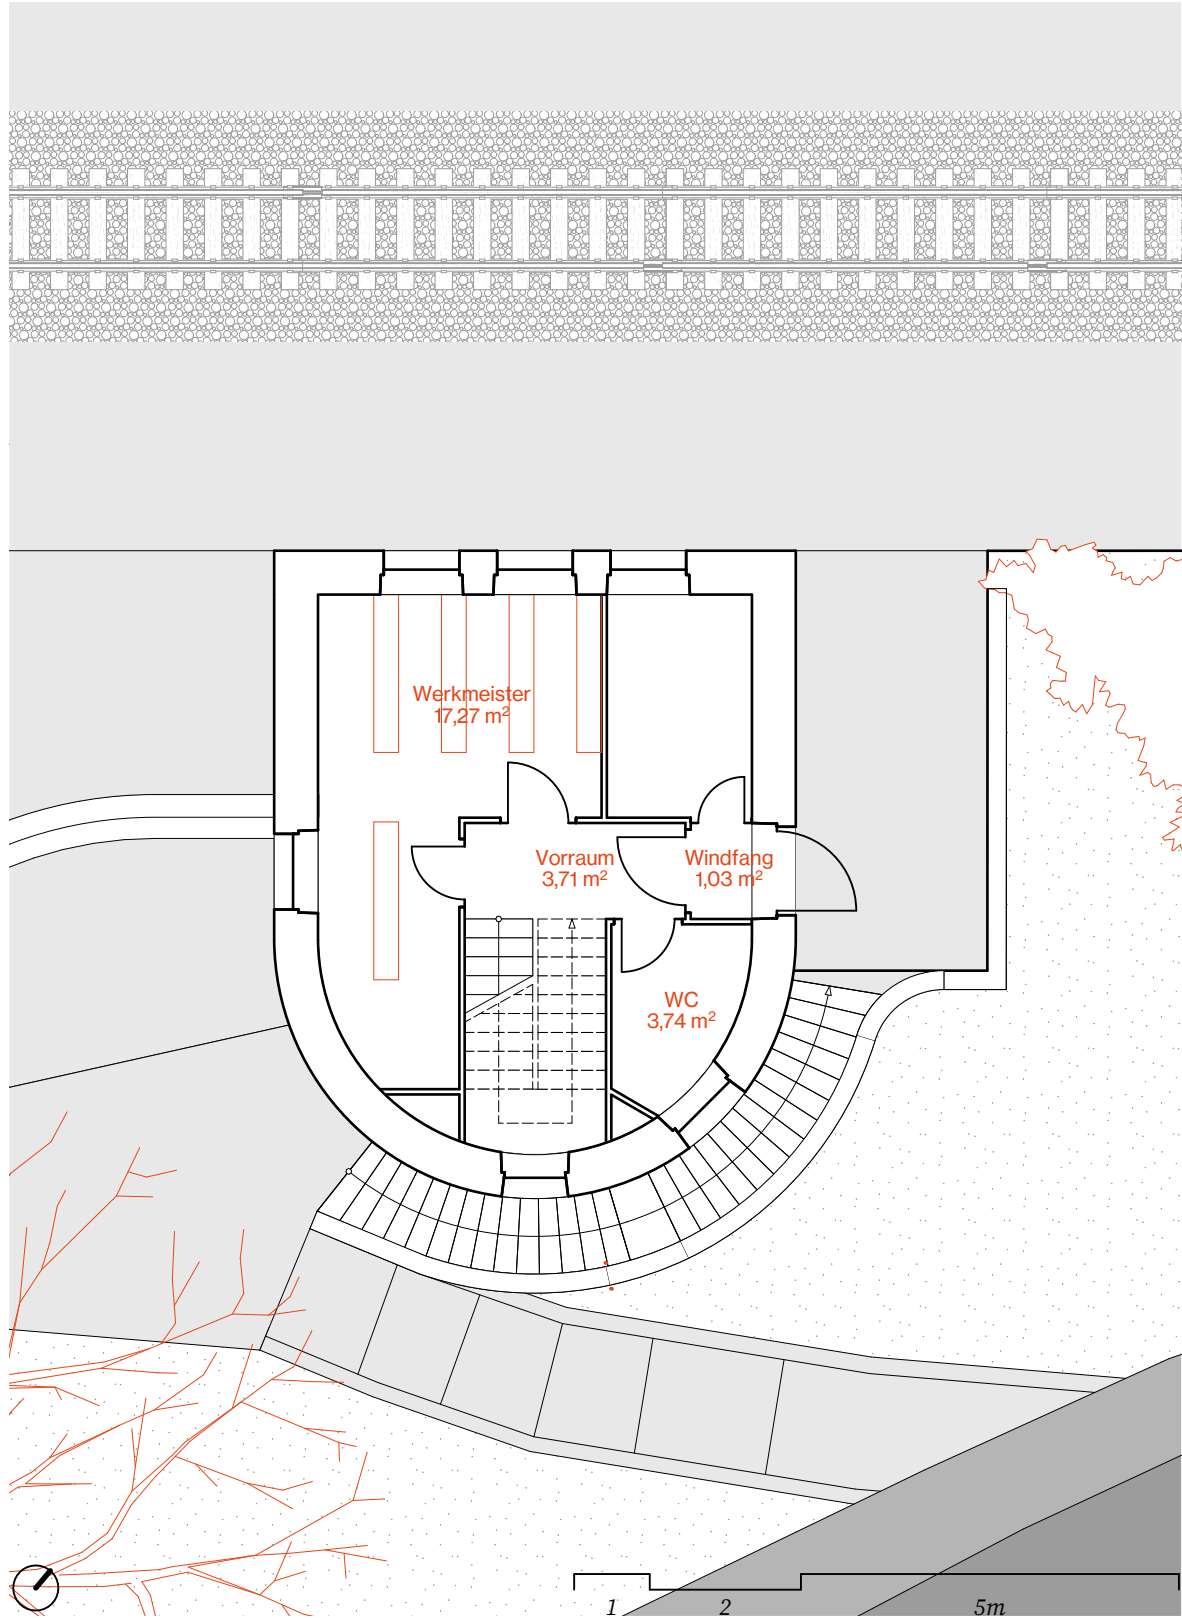 Werkmeister
17,27 m²
Vorraum
3,71 m²
Windfang
1,03 m²
WC
3,74 m²
1 2 5m